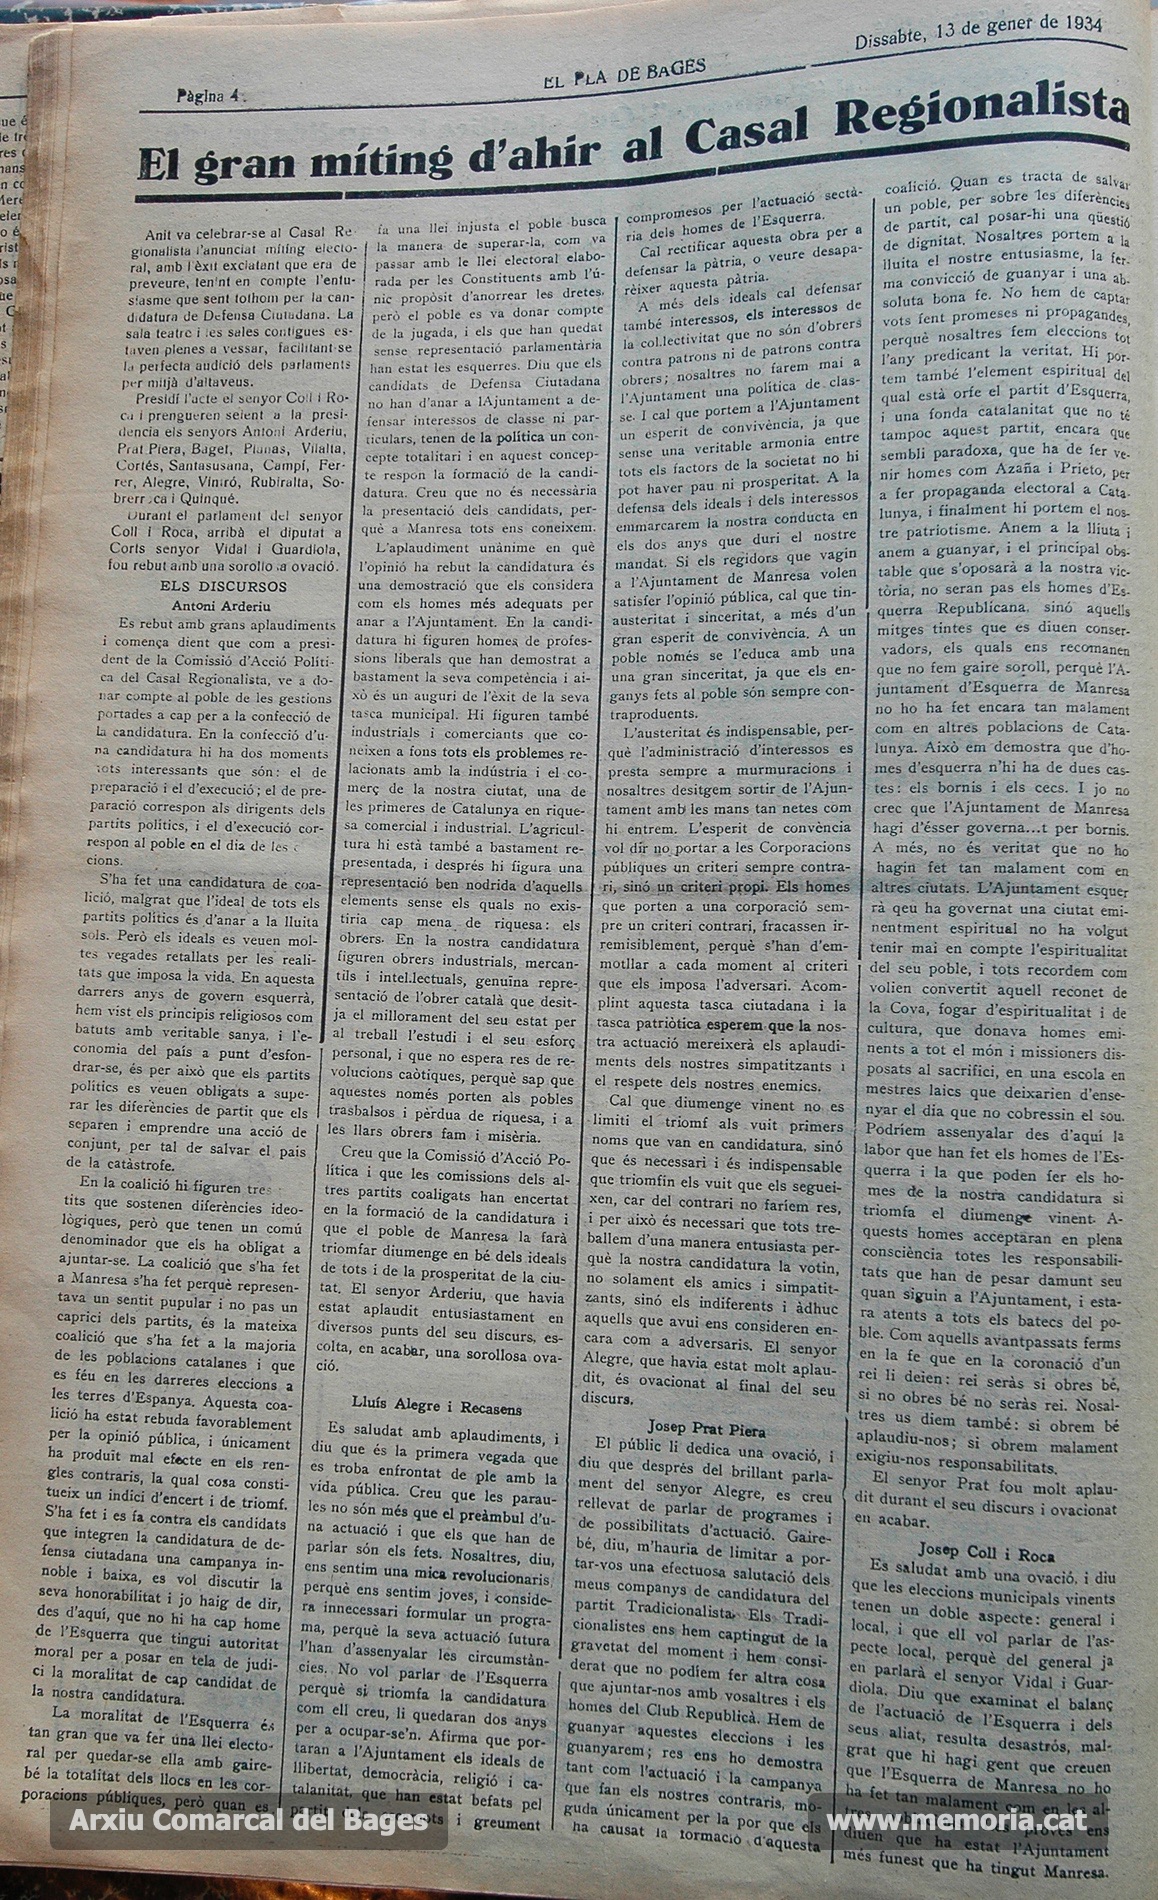 Pàgina 4.
EL PLA DE BAGES
Dissabte, 13 de gener de 1934
El gran míting d'ahir al Casal Regionalista
Anit va celebrar-se al Casal Re
gionalista l'anunciat míting electo-
ral, amb l'èxit exclatant que era de
preveure, tenint en compte l'entu-
siasme que sent tothom per la can-
didatura de Defensa Ciutadana. La
sala teatre i les sales contigues es-
taven plenes a vessar, facilitant-se
la perfecta audició dels parlaments
per mitjà d'altaveus.
Presidí l'acte el senyor Coll i Ro-
ca i prengueren seient a la presi-
dencia els senyors Antoni Arderiu,
Prat Piera, Baget, Planas, Vilalta,
Cortés, Santasusana, Campí, Fer-
rer, Alegre, Vinyró, Rubiralta, So-
brerroca i Quinqué.
Durant el parlament del senyor
Coll i Roca, arribà el diputat a
Corts senyor Vidal i Guardiola,
fou rebut amb una sorollosa ovació.
ELS DISCURSOS
Antoni Arderiu
Es rebut amb grans aplaudiments
i comença dient que com a presi-
dent de la Comissió d'Acció Políti-
ca del Casal Regionalista, ve a do-
nar compte al poble de les gestions
portades a cap per a la confecció de
la candidatura. En la confecció d'u-
na candidatura hi ha dos moments
tots interessants que són: el de
preparació i el d'execució; el de pre-
paració correspon als dirigents dels
partits polítics, i el d'execució cor-
respon al poble en el dia de les
cions.
S'ha fet una candidatura de coa-
lició, malgrat que l'ideal de tots els
partits polítics és d'anar a la lluita
sols. Però els ideals es veuen mol-
tes vegades retallats per les reali-
tats que imposa la vida. En aquesta
darrers anys de govern esquerrà,
hem vist els principis religiosos com
batuts amb veritable sanya, i l'e-
conomia del país a punt d'esfon-
drar-se, és per això que els partits
polítics es veuen obligats a supe-
rar les diferències de partit que els
separen i emprendre una acció de
conjunt, per tal de salvar el país
de la catàstrofe.
En la coalició hi figuren tres
tits que sostenen diferències ideo-
lògiques, però que tenen un comú
denominador que els ha obligat a
ajuntar-se. La coalició que s'ha fet
a Manresa s'ha fet perquè represen-
tava un sentit pupular i no pas un
caprici dels partits, és la mateixa
coalició que s'ha fet a la majoria
de les poblacions catalanes i que
es féu en les darreres eleccions a
les terres d'Espanya. Aquesta coa-
lició ha estat rebuda favorablement
per la opinió pública, i únicament
ha produït mal efecte en els ren-
gles contraris, la qual cosa consti-
tueix un indici d'encert i de triomf.
S'ha fet i es fa contra els candidats
que integren la candidatura de de-
fensa ciutadana una campanya in-
noble i baixa, es vol discutir la
seva honorabilitat i jo haig de dir,
des d'aquí, que no hi ha cap home
de l'Esquerra que tingui autoritat
moral per a posar en tela de judi-
ci la moralitat de cap candidat de
la nostra candidatura.
La moralitat de l'Esquerra és
tan gran que va fer una llei electo-
ral per quedar-se ella amb gaire-
bé la totalitat dels llocs en les cor-
poracions públiques, però quan es
fa una llei injusta el poble busca
la manera de superar-la, com va
passar amb le llei electoral elabo-
rada per les Constituents amb l'ú-
nic propòsit d'anorrear les dretes,
però el poble es va donar compte
de la jugada, i els que han quedat
sense representació parlamentària
han estat les esquerres. Diu que els
candidats de Defensa Ciutadana
no han d'anar a lAjuntament a de-
fensar interessos de classe ni par-
ticulars, tenen de la política un con-
cepte totalitari i en aquest concep-
te respon la formació de la candi-
datura. Creu que no és necessària
la presentació dels candidats, per-
què a Manresa tots ens coneixem.
L'aplaudiment unànime en què
l'opinió ha rebut la candidatura és
una demostració que els considera
com els homes més adequats per
anar a l'Ajuntament. En la candi-
datura hi figuren homes de profes-
sions liberals que han demostrat a
bastament la seva competència i ai-
xò és un auguri de l'èxit de la seva
tasca municipal. Hi figuren també
industrials i comerciants que co-
neixen a fons tots els problemes re-
lacionats amb la indústria i el co-
merç de la nostra ciutat, una de
les primeres de Catalunya en rique-
sa comercial i industrial. L'agricul-
tura hi està també a bastament re-
presentada, i després hi figura una
representació ben nodrida d'aquells
elements sense els quals no exis-
tiria cap mena de riquesa: els
obrers. En la nostra candidatura
figuren obrers industrials, mercan-
tils i intel.lectuals, genuina repre-
sentació de l'obrer català que desit-
ja el millorament del seu estat per
al treball l'estudi i el seu esforç
personal, i que no espera res de re-
volucions caòtiques, perquè sap que
aquestes només porten als pobles
trasbalsos i pèrdua de riquesa, i a
les llars obrers fam i misèria.
Creu que la Comissió d'Acció Po-
lítica i que les comissions dels al-
tres partits coaligats han encertat
en la formació de la candidatura i
que el poble de Manresa la farà
triomfar diumenge en bé dels ideals
de tots i de la prosperitat de la ciu-
tat. El senyor Arderiu, que havia
estat aplaudit entusiastament en
diversos punts del seu discurs, es-
colta, en acabar, una sorollosa ova-
ció.
Lluís Alegre i Recasens
Es saludat amb aplaudiments, i
diu que és la primera vegada que
es troba enfrontat de ple amb la
vida pública. Creu que les parau-
les no són més que el preàmbul d'u-
na actuació i que els que han de
parlar són els fets. Nosaltres, diu,
ens sentim una mica revolucionaris
perquè ens sentim joves, i conside-
ra innecessari formular un progra-
ma, perquè la seva actuació futura
l'han d'assenyalar les circumstàn-
cies. No vol parlar de l'Esquerra
perquè si triomfa la candidatura
com ell creu, li quedaran dos anys
per a ocupar-se'n. Afirma que por-
taran a l'Ajuntament els ideals de
llibertat, democràcia, religió i ca-
talanitat, que han estat befats pel
i greument
compromesos per l'actuació sectà-
ria dels homes de l'Esquerra.
Cal rectificar aquesta obra per a
defensar la pàtria, o veure desapa-
rèixer aquesta pàtria.
A més dels ideals cal defensar
també interessos, els interessos de
la col.lectivitat que no són d'obrers
contra patrons ni de patrons contra
obrers; nosaltres no farem mai a
l'Ajuntament una política de clas-
se. I cal que portem a l'Ajuntament
un esperit de convivència, ja que
sense una veritable armonia entre
tots els factors de la societat no hi
pot haver pau ni prosperitat. A la
defensa dels ideals i dels interessos
emmarcarem la nostra conducta en
els dos anys que duri el nostre
mandat. Si els regidors que vagin
a l'Ajuntament de Manresa volen
satisfer l'opinió pública, cal que tin-
austeritat i sinceritat, a més d'un
gran esperit de convivència. A un
poble només se l'educa amb una
una gran sinceritat, ja que els en-
ganys fets al poble són sempre con-
traproduents.
L'austeritat és indispensable, per-
què l'administració d'interessos es
presta sempre a murmuracions i
nosaltres desitgem sortir de l'Ajun-
tament amb les mans tan netes com
hi entrem. L'esperit de convència
vol dir no portar a les Corporacions
públiques un criteri sempre contra-
ri, sinó un criteri propi. Els homes
que porten a una corporació sem-
pre un criteri contrari, fracassen ir-
remisiblement, perquè s'han d'em-
motllar a cada moment al criteri
que els imposa l'adversari. Acom-
plint aquesta tasca ciutadana i la
tasca patriòtica esperem que la nos-
tra actuació mereixerà els aplaudi-
ments dels nostres simpatitzants i
el respete dels nostres enemics.
Cal que diumenge vinent no es
limiti el triomf als vuit primers
noms que van en candidatura, sinó
que és necessari i és indispensable
que triomfin els vuit que els seguei-
xen, car del contrari no faríem res,
i per això és necesari que tots tre-
ballem d'una manera entusiasta per-
què la nostra candidatura la votin,
no solament els amics i simpatit-
zants, sinó els indiferents i àdhuc
aquells que avui ens consideren en-
cara com a adversaris. El senyor
Alegre, que havia estat molt aplau-
dit, és ovacionat al final del seu
discurs.
Josep Prat Piera
El públic li dedica una ovació, i
diu que després del brillant parla-
ment del senyor Alegre, es creu
rellevat de parlar de programes i
de possibilitats d'actuació. Gaire-
bé, diu, m'hauria de limitar a por-
tar-vos una efectuosa salutació dels
meus companys de candidatura del
partit Tradicionalista. Els Tradi-
cionalistes ens hem captingut de la
gravetat del moment i hem consi-
derat que no podíem fer altra cosa
que ajuntar-nos amb vosaltres i els
homes del Club Republicà. Hem de
guanyar aquestes eleccions i les
guanyarem; res ens ho demostra
tant com l'actuació i la campanya
que fan els nostres contraris, mo-
guda únicament per la por que els
ha causat la formació d'aquesta
coalició. Quan es tracta de salvar
un poble, per sobre les diferències
de partit, cal posar-hi una qüestió
de dignitat. Nosaltres portem a la
lluita el nostre entusiasme, la fer-
ma convicció de guanyar i una ab-
soluta bona fe. No hem de captar
vots fent promeses ni propagandes,
perquè nosaltres fem eleccions tot
l'any predicant la veritat. Hi por-
tem també l'element espiritual del
qual està orfe el partit d'Esquerra,
i una fonda catalanitat que no té
tampoc aquest partit, encara que
sembli paradoxa, que ha de fer ve-
nir homes com Azaña i Prieto, per
a fer propaganda electoral a Cata-
lunya, i finalment hi portem el nos-
tre patriotisme. Anem a la lluita i
anem a guanyar, i el principal obs-
table que s'oposarà a la nostra vic-
tòria, no seran pas els homes d'Es-
querra Republicana, sinó aquells
mitges tintes que es diuen conser-
vadors, els quals ens recomanen
que no fem gaire soroll, perquè l'A-
juntament d'Esquerra de Manresa
no ho ha fet encara tan malament
com en altres poblacions de Cata-
lunya. Això em demostra que d'ho-
mes d'esquerra n'hi ha de dues cas-
tes: els bornis i els cecs. I jo no
crec que l'Ajuntament de Manresa
hagi d'ésser governa...t per bornis.
A més, no és veritat que no ho
hagin fet tan malament com en
altres ciutats. L'Ajuntament esquer
rà qeu ha governat una ciutat emi-
nentment espiritual no ha volgut
tenir mai en compte l'espiritualitat
del seu poble, i tots recordem com
volien convertit aquell reconet de
la Cova, fogar d'espiritualitat i de
cultura, que donava homes emi-
nents a tot el món i missioners dis-
posats al sacrifici, en una escola en
mestres laics que deixarien d'ense-
nyar el dia que no cobressin el sou.
Podríem assenyalar des d'aquí la
labor que han fet els homes de l'Es-
querra i la que poden fer els ho-
mes de la nostra candidatura si
triomfa el diumenge vinent. A-
quests homes acceptaran en plena
consciència totes les responsabili-
tats que han de pesar damunt seu
quan siguin a l'Ajuntament, i esta-
ra atents a tots els batecs del po-
ble. Com aquells avantpassats ferms
en la fe que en la coronació d'un
rei li deien: rei seràs si obres bé,
si no obres bé no seràs rei. Nosal-
tres us diem també: si obrem bé
aplaudiu-nos; si obrem malament
exigiu-nos responsabilitats.
El senyor Prat fou molt aplau-
dit durant el seu discurs i ovacionat
en acabar.
Josep Coll i Roca
Es saludat amb una ovació, i diu
que les eleccions municipals vinents
tenen un doble aspecte: general i
local, i que ell vol parlar de l'as-
pecte local, perquè del general ja
en parlarà el senyor Vidal i Guar-
diola. Diu que examinat el balanç
de l'actuació de l'Esquerra i dels
seus aliat, resulta desastrós, mal-
grat que hi hagi gent que creuen
que l'Esquerra de Manresa no ho
ha fet tan malament com en les al-
diuen que ha estat l'Ajuntament
més funest que ha tingut Manresa.
Arxiu Comarcal del Bages
www.memoria.cat